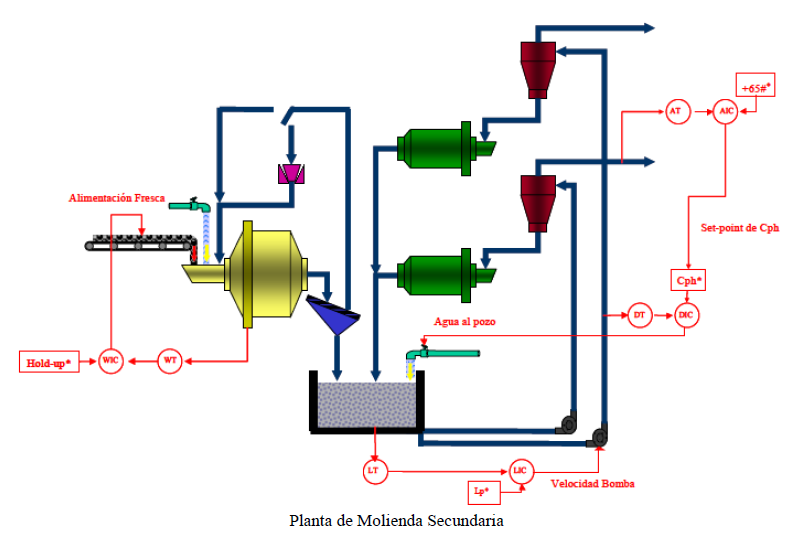 +65#*
AT
AIC
Alimentación Fresca
Set-point de Cph
Cph*
DT
DIC
Agua al pozo
Hold-up*
WIC
WT
LT
LIC
Lp*
Velocidad Bomba
Planta de Molienda Secundaria